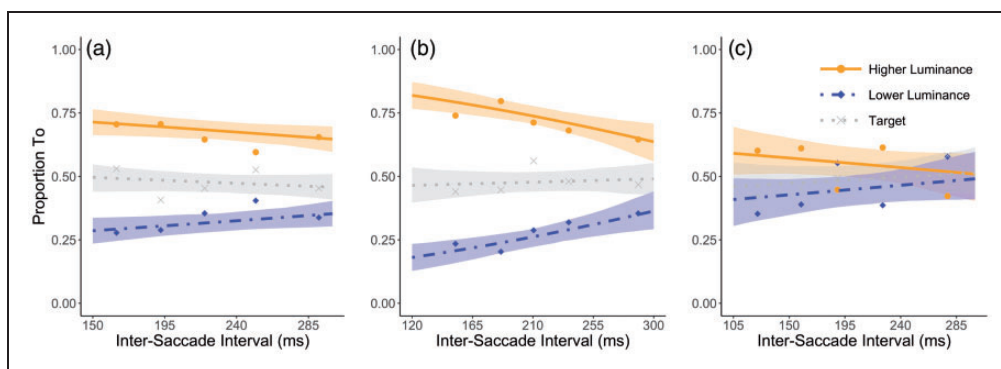 (a)
(b)
(c)
Higher Luminance
Lower Luminance
Target
Proportion To
1.00
0.75
0.50
0.25
0.00
150 195 240 285
Inter-Saccade Interval (ms)
1.00
0.75
0.50
0.25
0.00
120 165 210 255 300
Inter-Saccade Interval (ms)
1.00
0.75
0.50
0.25
0.00
105 150 195 240 285
Inter-Saccade Interval (ms)